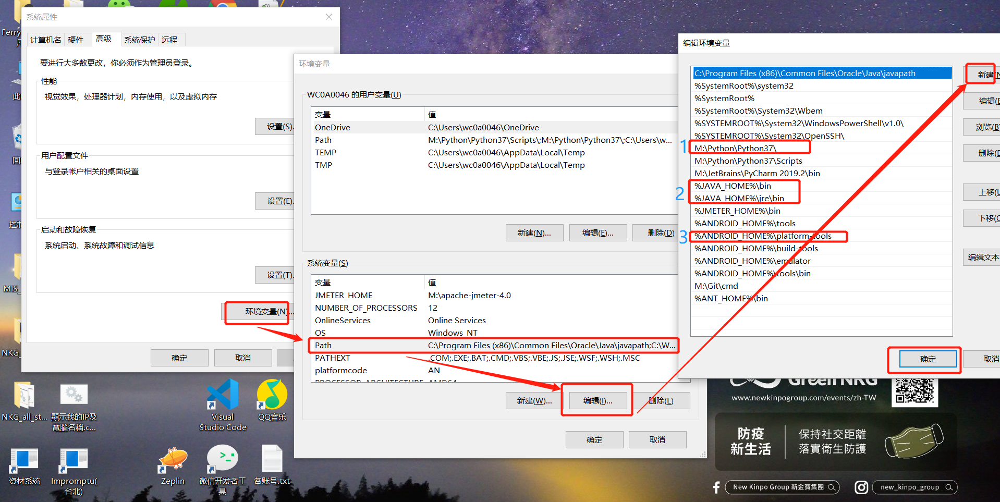 系统属性
计算机名 硬件 高级 系统保护 远程
要进行大多数更改，你必须作为管理员登录。
性能
视觉效果，处理器计划，内存使用，以及虚拟内存
设置(S).
用户配置文件
与登录帐户相关的桌面设置
设置(E).
启动和故障恢复
系统启动、系统故障和调试信息
设置(T).
环境变量(N)...
确定 取消
环境变量
WC0A0046 的用户变量(U)
变量 值
OneDrive C:\Users\wc0a0046\OneDrive
Path M:\Python\Python37\Scripts\;M:\Python\Python37\;C:\Users\w...
TEMP C:\Users\wc0a0046\AppData\Local\Temp
TMP C:\Users\wc0a0046\AppData\Local\Temp
新建(N)... 编辑(E)... 删除(D)
系统变量(S)
变量 值
JMETER_HOME M:\apache-jmeter-4.0
NUMBER_OF_PROCESSORS 12
OnlineServices Online Services
OS Windows_NT
Path C:\Program Files (x86)\Common Files\Oracle\Java\javapath;C:\W...
PATHEXT .COM;.EXE;.BAT;.CMD;.VBS;.VBE;.JS;.JSE;.WSF;.WSH;.MSC
platformcode AN
PROCESSOR_ARCHITECTURE AMD64
新建(W)... 编辑(I)... 删除(L)
确定 取消
编辑环境变量
C:\Program Files (x86)\Common Files\Oracle\Java\javapath
%SystemRoot%\system32
%SystemRoot%
%SystemRoot%\System32\Wbem
%SYSTEMROOT%\System32\WindowsPowerShell\v1.0\
%SYSTEMROOT%\System32\OpenSSH\
1 M:\Python\Python37\
M:\Python\Python37\Scripts
M:\JetBrains\PyCharm 2019.2\bin
2 %JAVA_HOME%\bin
%JAVA_HOME%\jre\bin
%JMETER_HOME%\bin
%ANDROID_HOME%\tools
3 %ANDROID_HOME%\platform-tools
%ANDROID_HOME%\build-tools
%ANDROID_HOME%\emulator
%ANDROID_HOME%\tools\bin
M:\Git\cmd
%ANT_HOME%\bin
新建(N
编辑(E
浏览(B
删除(D
上移(U
下移(O
编辑文本
确定 取消
Ferry
此
回
控制
MIS_
NKG_
NKG_all_st...
顯示我的IP及
電腦名稱.c...
Visual
Studio Code
QQ音乐
资材系统
Impromptu(
台北)
Zeplin
微信开发者工
具
各账号.txt
Green NKG
www.newkinpogroup.com/events/zh-TW
防疫
新生活
保持社交距離
落實衛生防護
New Kinpo Group 新金寶集團
new_kinpo_group